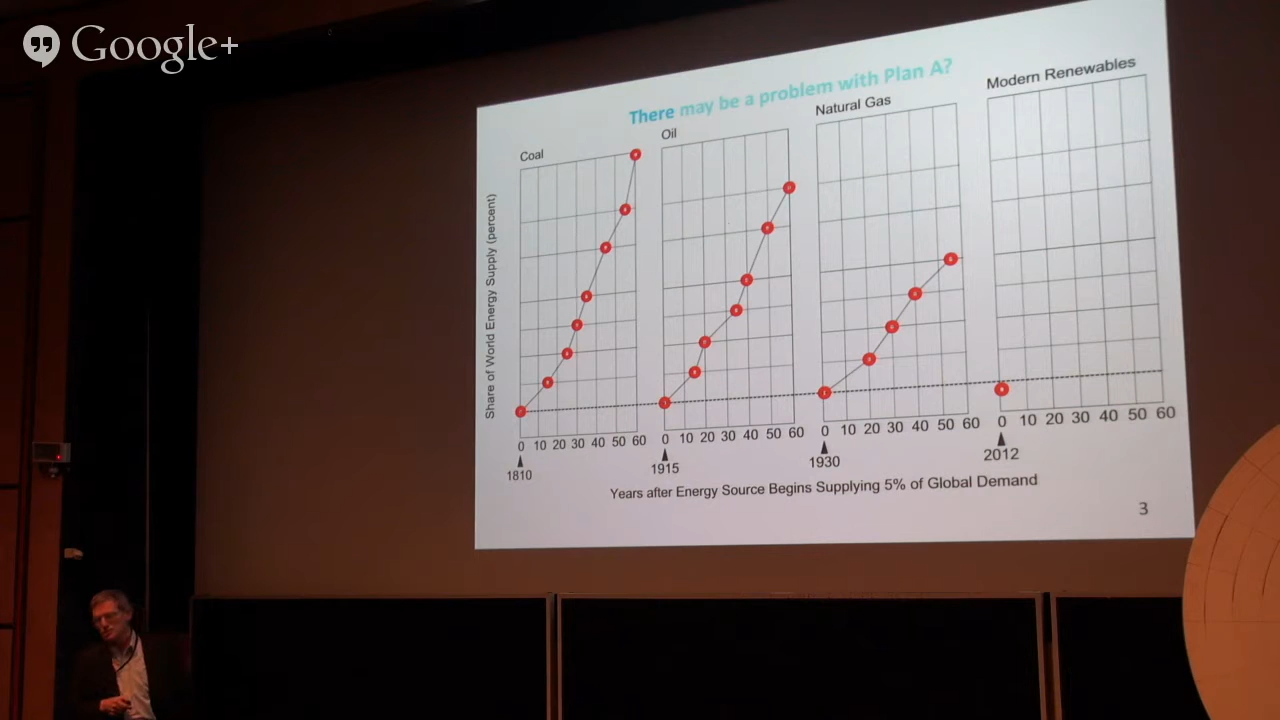 Google+
There may be a problem with Plan A?
Coal
Oil
Natural Gas
Modern Renewables
Share of World Energy Supply (percent)
0 10 20 30 40 50 60
0 10 20 30 40 50 60
0 10 20 30 40 50 60
0 10 20 30 40 50 60
1810
1915
1930
2012
Years after Energy Source Begins Supplying 5% of Global Demand
3